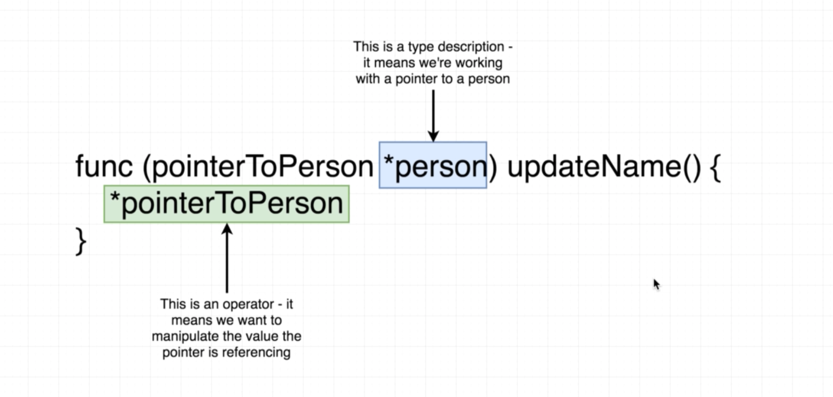 This is a type description -
it means we're working
with a pointer to a person
func (pointerToPerson *person) updateName() {
*pointerToPerson
}
This is an operator - it
means we want to
manipulate the value the
pointer is referencing